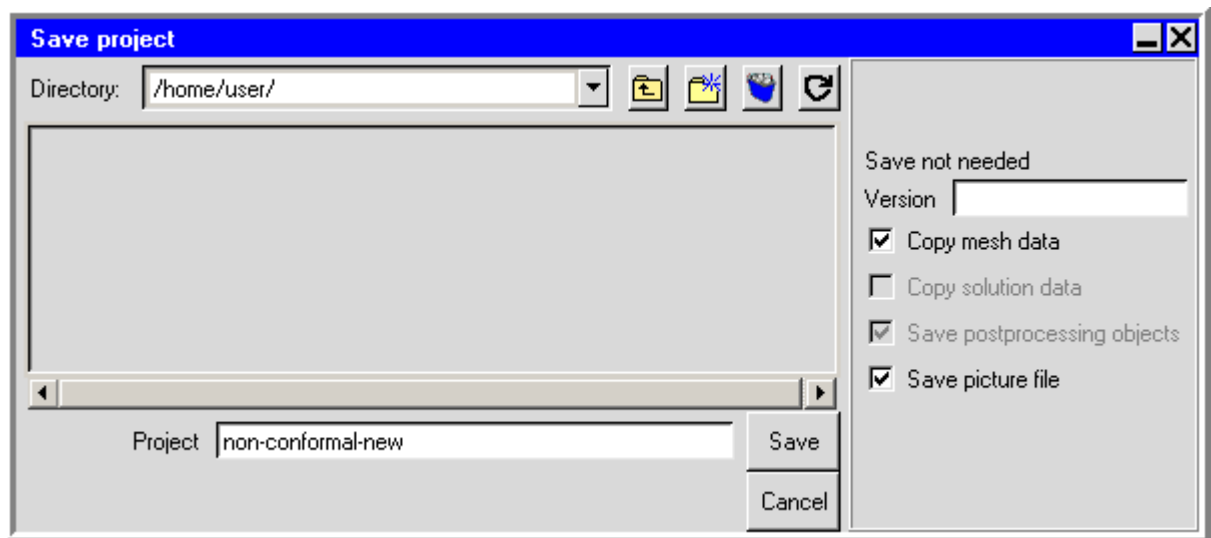 Save project
Directory: /home/user/
Save not needed
Version
Copy mesh data
Copy solution data
Save postprocessing objects
Save picture file
Project non-conformal-new Save
Cancel